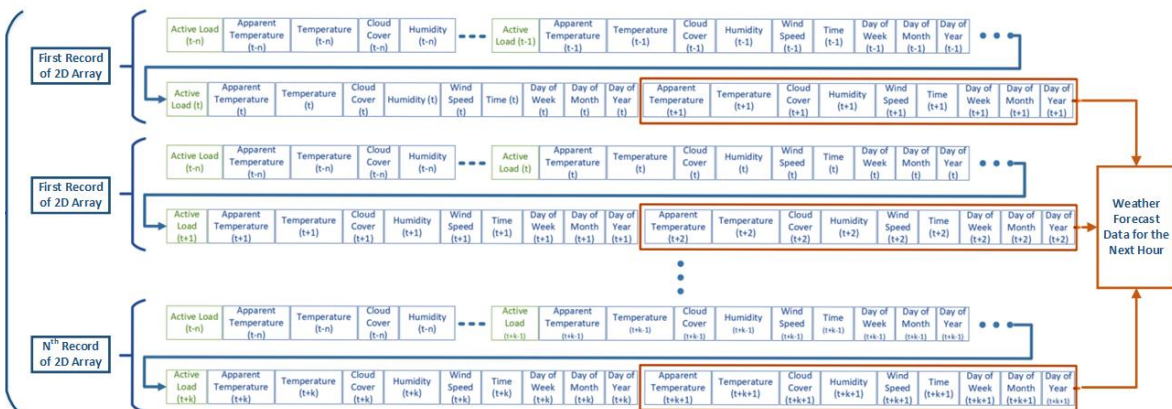 First Record
of 2D Array
Active Load
(t-n)
Apparent
Temperature
(t-n)
Temperature
(t-n)
Cloud
Cover
(t-n)
Humidity
(t-n)
Active
Load (t-1)
Apparent
Temperature
(t-1)
Temperature
(t-1)
Cloud
Cover
(t-1)
Humidity
(t-1)
Wind
Speed
(t-1)
Time
(t-1)
Day of
Week
(t-1)
Day of
Month
(t-1)
Day of
Year
(t-1)
Active
Load (t)
Apparent
Temperature
(t)
Temperature
(t)
Cloud
Cover
(t)
Humidity (t)
Wind
Speed
(t)
Time (t)
Day of
Week
(t)
Day of
Month
(t)
Day of
Year
(t)
Apparent
Temperature
(t+1)
Temperature
(t+1)
Cloud
Cover
(t+1)
Humidity
(t+1)
Wind
Speed
(t+1)
Time
(t+1)
Day of
Week
(t+1)
Day of
Month
(t+1)
Day of
Year
(t+1)
First Record
of 2D Array
Active Load
(t-n)
Apparent
Temperature
(t-n)
Temperature
(t-n)
Cloud
Cover
(t-n)
Humidity
(t-n)
Active
Load (t)
Apparent
Temperature
(t)
Temperature
(t)
Cloud
Cover
(t)
Humidity
(t)
Wind
Speed
(t)
Time
(t)
Day of
Week
(t)
Day of
Month
(t)
Day of
Year
(t)
Active
Load
(t+1)
Apparent
Temperature
(t+1)
Temperature
(t+1)
Cloud
Cover
(t+1)
Humidity
(t+1)
Wind
Speed
(t+1)
Time
(t+1)
Day of
Week
(t+1)
Day of
Month
(t+1)
Day of
Year
(t+1)
Apparent
Temperature
(t+2)
Temperature
(t+2)
Cloud
Cover
(t+2)
Humidity
(t+2)
Wind
Speed
(t+2)
Time
(t+2)
Day of
Week
(t+2)
Day of
Month
(t+2)
Day of
Year
(t+2)
Weather
Forecast
Data for the
Next Hour
Nth Record
of 2D Array
Active Load
(t-n)
Apparent
Temperature
(t-n)
Temperature
(t-n)
Cloud
Cover
(t-n)
Humidity
(t-n)
Active
Load
(t+k-1)
Apparent
Temperature
(t+k-1)
Temperature
(t+k-1)
Cloud
Cover
(t+k-1)
Humidity
(t+k-1)
Wind
Speed
(t+k-1)
Time
(t+k-1)
Day of
Week
(t+k-1)
Day of
Month
(t+k-1)
Day of
Year
(t+k-1)
Active
Load
(t+k)
Apparent
Temperature
(t+k)
Temperature
(t+k)
Cloud
Cover
(t+k)
Humidity
(t+k)
Wind
Speed
(t+k)
Time
(t+k)
Day of
Week
(t+k)
Day of
Month
(t+k)
Day of
Year
(t+k)
Apparent
Temperature
(t+k+1)
Temperature
(t+k+1)
Cloud
Cover
(t+k+1)
Humidity
(t+k+1)
Wind
Speed
(t+k+1)
Time
(t+k+1)
Day of
Week
(t+k+1)
Day of
Month
(t+k+1)
Day of
Year
(t+k+1)